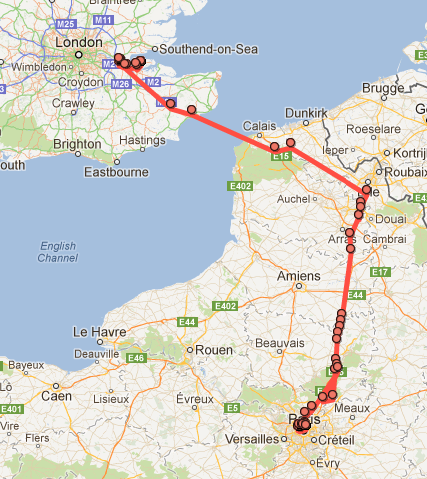 Braintree
M25
M11
London
Southend-on-Sea
Wimbledon
Croydon
M2
M26
Crawley
Brighton
Hastings
Eastbourne
outh
Dunkirk
Brugge
Calais
Roeselare
Ieper
Kortrij
Roubaix
E15
E402
Auchel
Douai
Arras
Cambrai
English
Channel
E17
Amiens
E44
E402
E44
Le Havre
Deauville
E46
Rouen
Beauvais
Bayeux
Caen
Lisieux
Évreux
E5
Meaux
E401
Vire
Flers
Versailles
Créteil
Évry